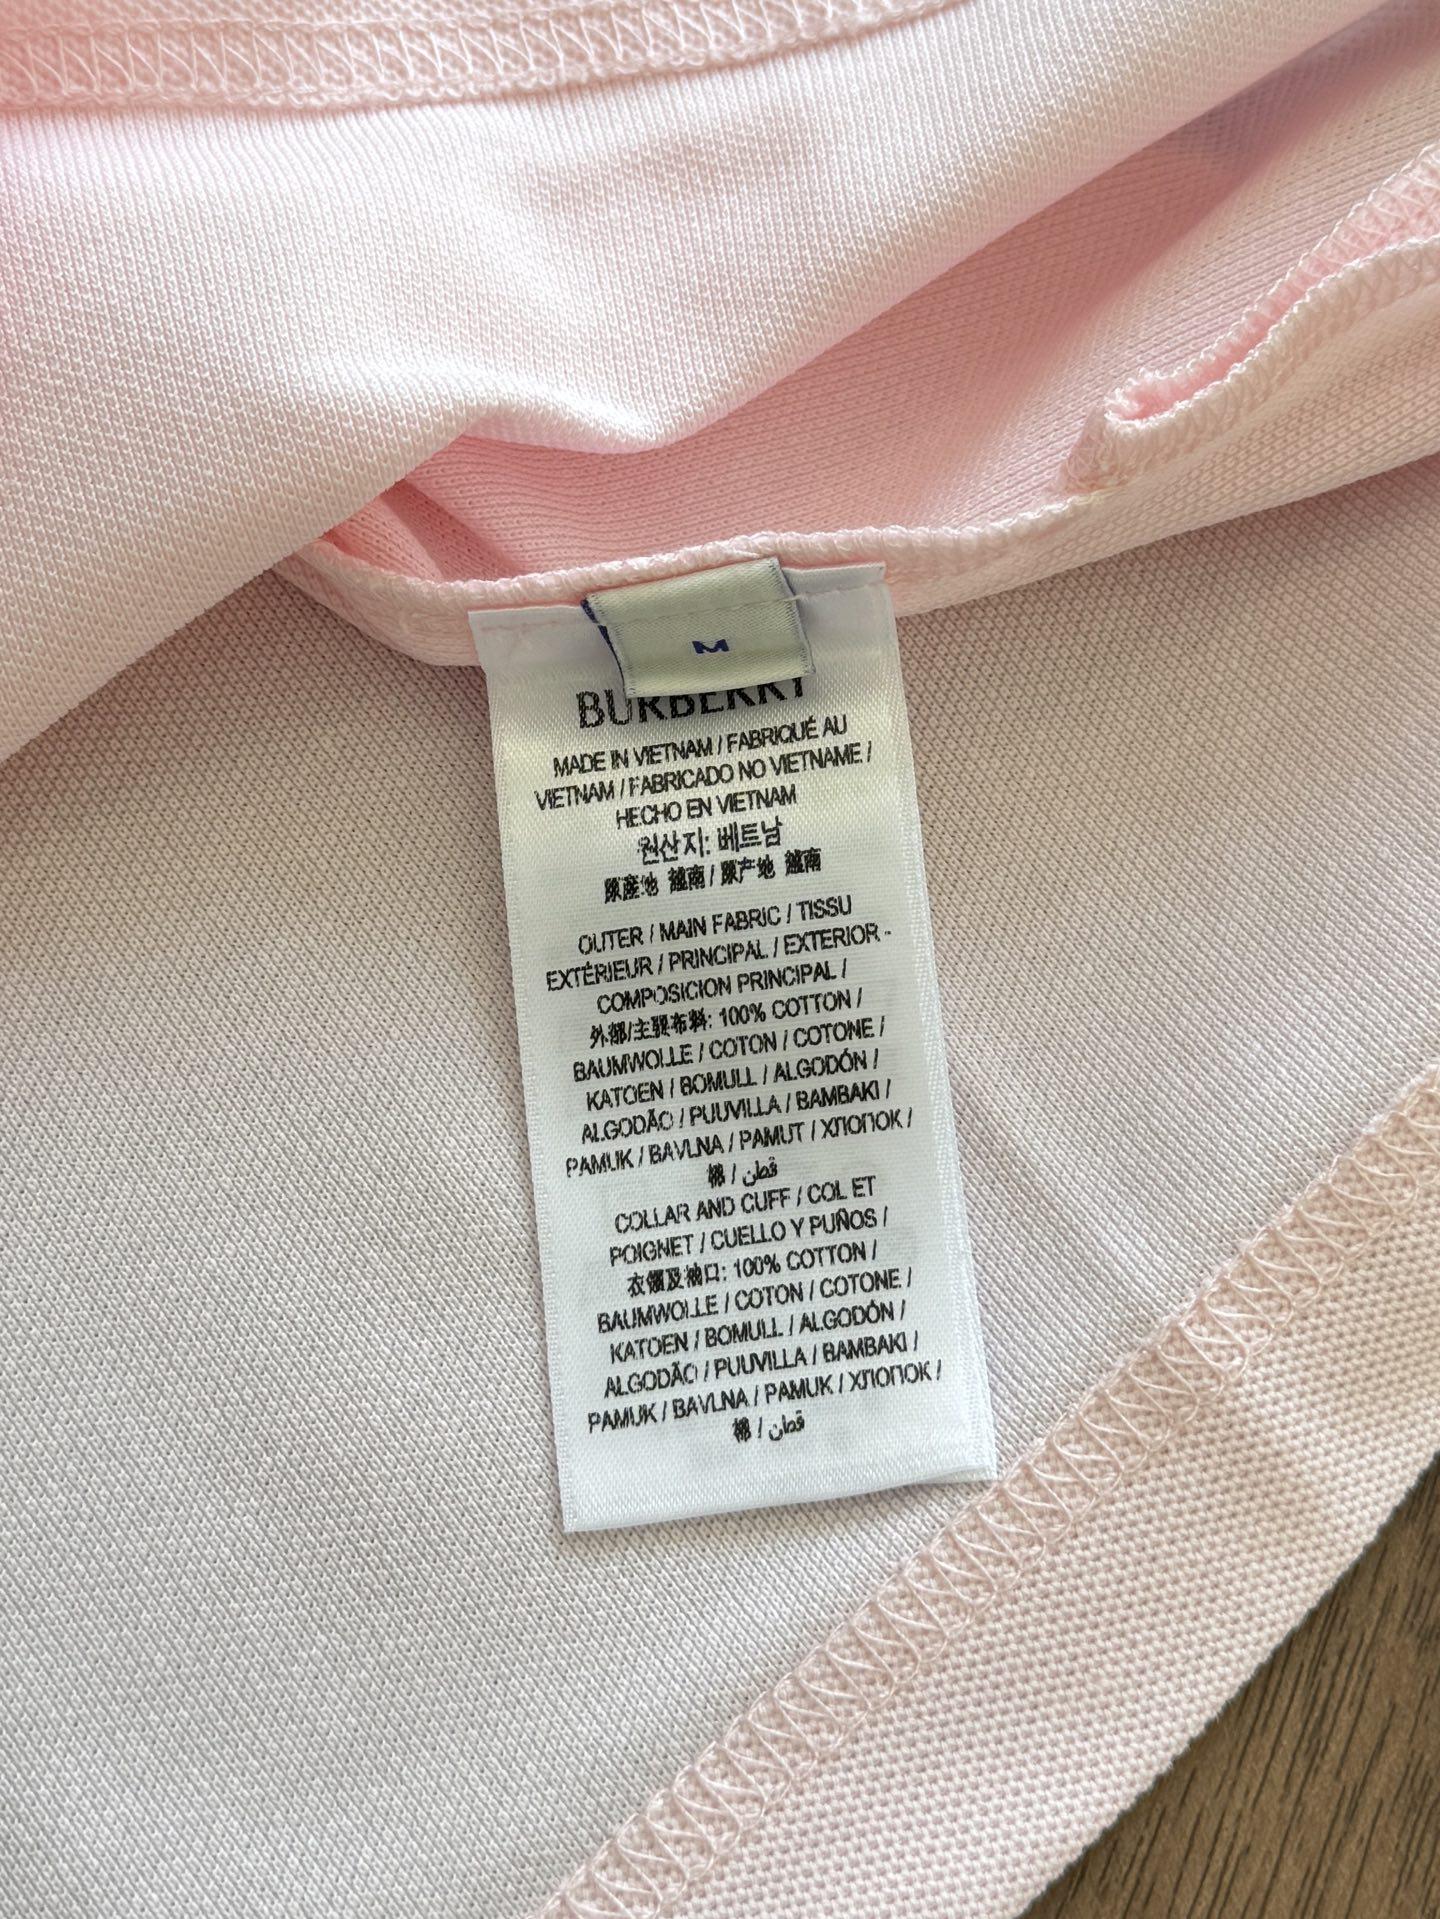 M
BURBERRY
MADE IN VIETNAM / FABRIQUÉ AU
VIETNAM / FABRICADO NO VIETNAME /
HECHO EN VIETNAM
원산지: 베트남
原産地 越南 / 原产地 越南
OUTER / MAIN FABRIC / TISSU
EXTÉRIEUR / PRINCIPAL / EXTERIOR -
COMPOSICION PRINCIPAL /
外部/主要布料: 100% COTTON /
BAUMWOLLE / COTON / COTONE /
KATOEN / BOMULL / ALGODÓN /
ALGODÃO / PUUVILLA / BAMBAKI /
PAMUK / BAVLNA / PAMUT / ХЛОПОК /
棉 / قطن
COLLAR AND CUFF / COL ET
POIGNET / CUELLO Y PUÑOS /
衣領及袖口: 100% COTTON /
BAUMWOLLE / COTON / COTONE /
KATOEN / BOMULL / ALGODÓN /
ALGODÃO / PUUVILLA / BAMBAKI /
PAMUK / BAVLNA / PAMUK / ХЛОПОК /
棉 / قطن